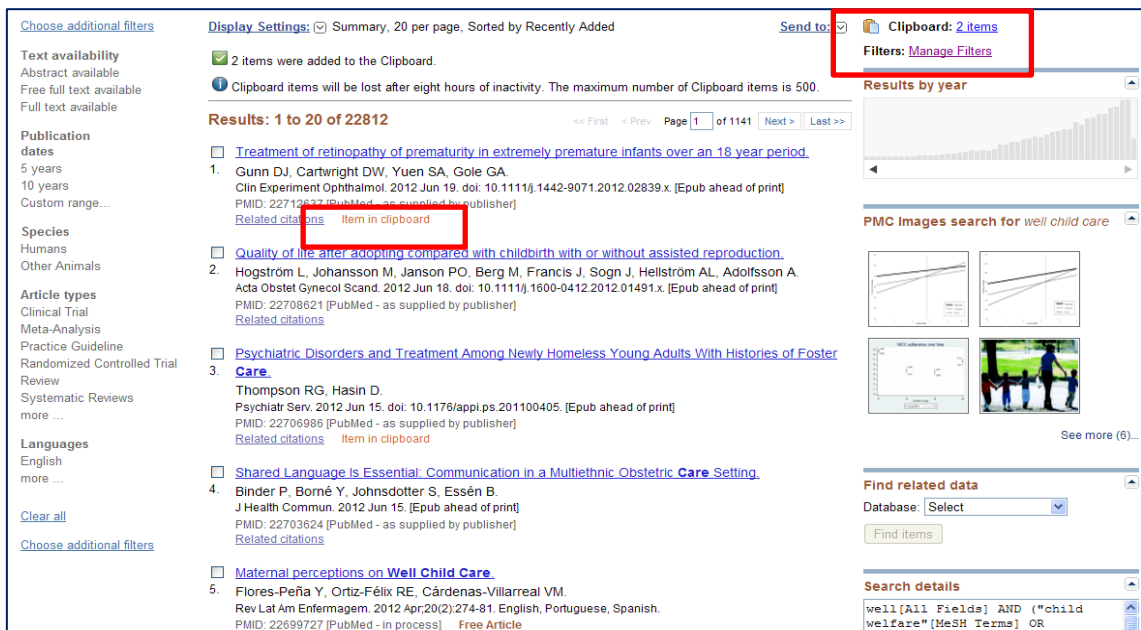 Choose additional filters
Text availability
Abstract available
Free full text available
Full text available
Publication
dates
5 years
10 years
Custom range...
Species
Humans
Other Animals
Article types
Clinical Trial
Meta-Analysis
Practice Guideline
Randomized Controlled Trial
Review
Systematic Reviews
more ...
Languages
English
more ...
Clear all
Choose additional filters
Display Settings: Summary, 20 per page, Sorted by Recently Added Send to:
2 items were added to the Clipboard.
Clipboard items will be lost after eight hours of inactivity. The maximum number of Clipboard items is 500.
Results: 1 to 20 of 22812 << First < Prev Page 1 of 1141 Next > Last >>
Treatment of retinopathy of prematurity in extremely premature infants over an 18 year period.
1. Gunn DJ, Cartwright DW, Yuen SA, Gole GA.
Clin Experiment Ophthalmol. 2012 Jun 19. doi: 10.1111/j.1442-9071.2012.02839.x. [Epub ahead of print]
PMID: 22712637 [PubMed - as supplied by publisher]
Related citations Item in clipboard
Quality of life after adopting compared with childbirth with or without assisted reproduction.
2. Hogström L, Johansson M, Janson PO, Berg M, Francis J, Sogn J, Hellström AL, Adolfsson A.
Acta Obstet Gynecol Scand. 2012 Jun 18. doi: 10.1111/j.1600-0412.2012.01491.x. [Epub ahead of print]
PMID: 22708621 [PubMed - as supplied by publisher]
Related citations
Psychiatric Disorders and Treatment Among Newly Homeless Young Adults With Histories of Foster
3. Care.
Thompson RG, Hasin D.
Psychiatr Serv. 2012 Jun 15. doi: 10.1176/appi.ps.201100405. [Epub ahead of print]
PMID: 22706986 [PubMed - as supplied by publisher]
Related citations Item in clipboard
Shared Language Is Essential: Communication in a Multiethnic Obstetric Care Setting.
4. Binder P, Borné Y, Johnsdotter S, Essén B.
J Health Commun. 2012 Jun 15. [Epub ahead of print]
PMID: 22703624 [PubMed - as supplied by publisher]
Related citations
Maternal perceptions on Well Child Care.
5. Flores-Peña Y, Ortiz-Félix RE, Cárdenas-Villarreal VM.
Rev Lat Am Enfermagem. 2012 Apr;20(2):274-81. English, Portuguese, Spanish.
PMID: 22699727 [PubMed - in process] Free Article
Clipboard: 2 items
Filters: Manage Filters
Results by year
PMC Images search for well child care
See more (6)...
Find related data
Database: Select
Find items
Search details
well[All Fields] AND ("child
welfare"[MeSH Terms] OR